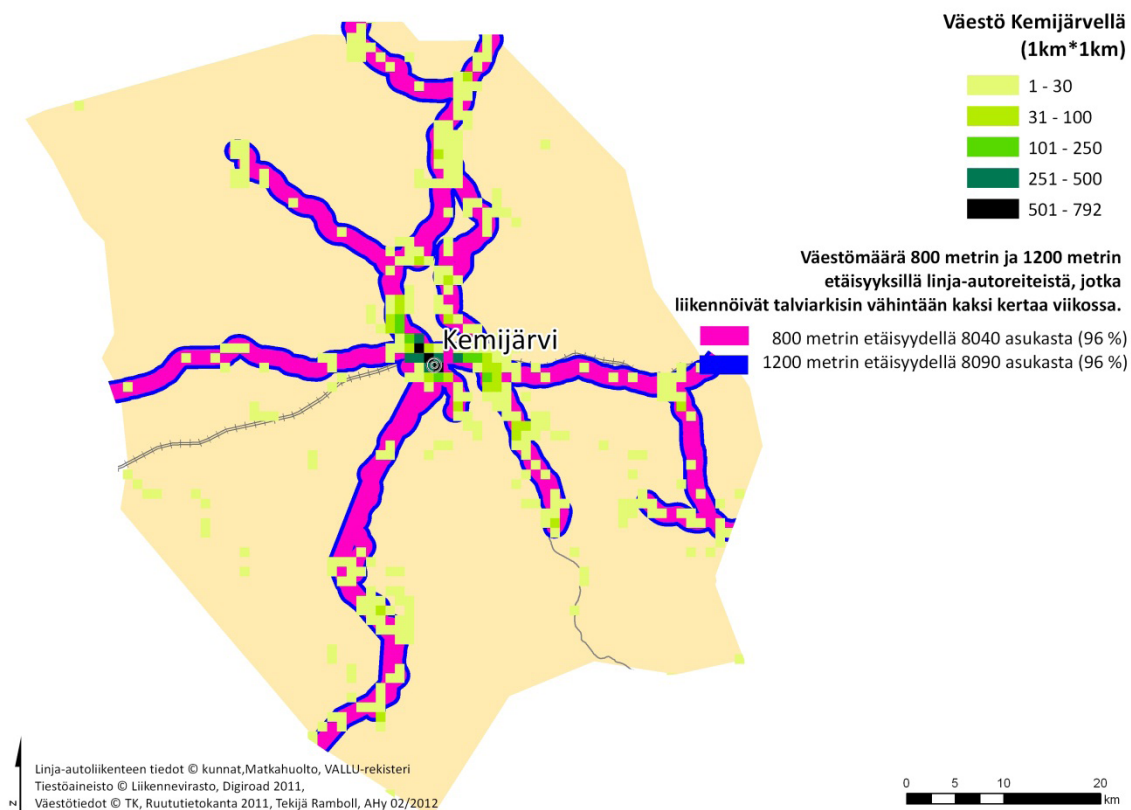 Väestö Kemijärvellä
(1km*1km)
1 - 30
31 - 100
101 - 250
251 - 500
501 - 792
Väestömäärä 800 metrin ja 1200 metrin
etäisyyksillä linja-autoreiteistä, jotka
liikennöivät talviarkisin vähintään kaksi kertaa viikossa.
800 metrin etäisyydellä 8040 asukasta (96 %)
1200 metrin etäisyydellä 8090 asukasta (96 %)
Kemijärvi
Linja-autoliikenteen tiedot © kunnat,Matkahuolto, VALLU-rekisteri
Tiestöaineisto © Liikennevirasto, Digiroad 2011,
Väestötiedot © TK, Ruututietokanta 2011, Tekijä Ramboll, AHy 02/2012
N
0 5 10 20
km